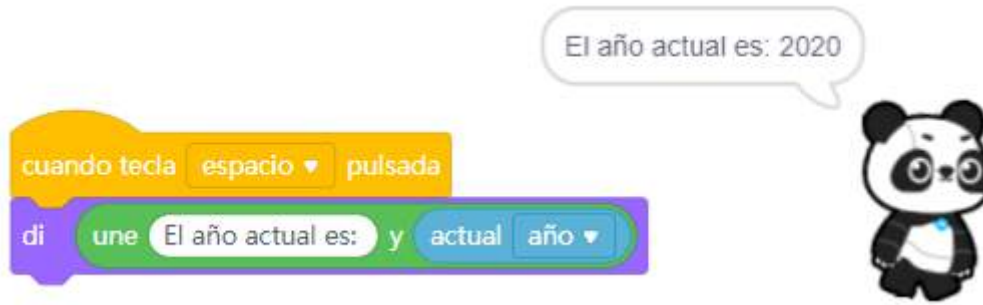 El año actual es: 2020
cuando tecla espacio ▾ pulsada
di une El año actual es: y actual año ▾